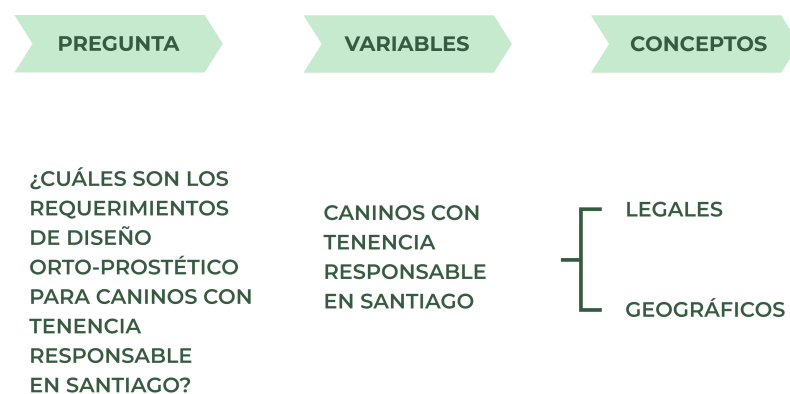 PREGUNTA
VARIABLES
CONCEPTOS
¿CUÁLES SON LOS
REQUERIMIENTOS
DE DISEÑO
ORTO-PROSTÉTICO
PARA CANINOS CON
TENENCIA
RESPONSABLE
EN SANTIAGO?
CANINOS CON
TENENCIA
RESPONSABLE
EN SANTIAGO
LEGALES
GEOGRÁFICOS